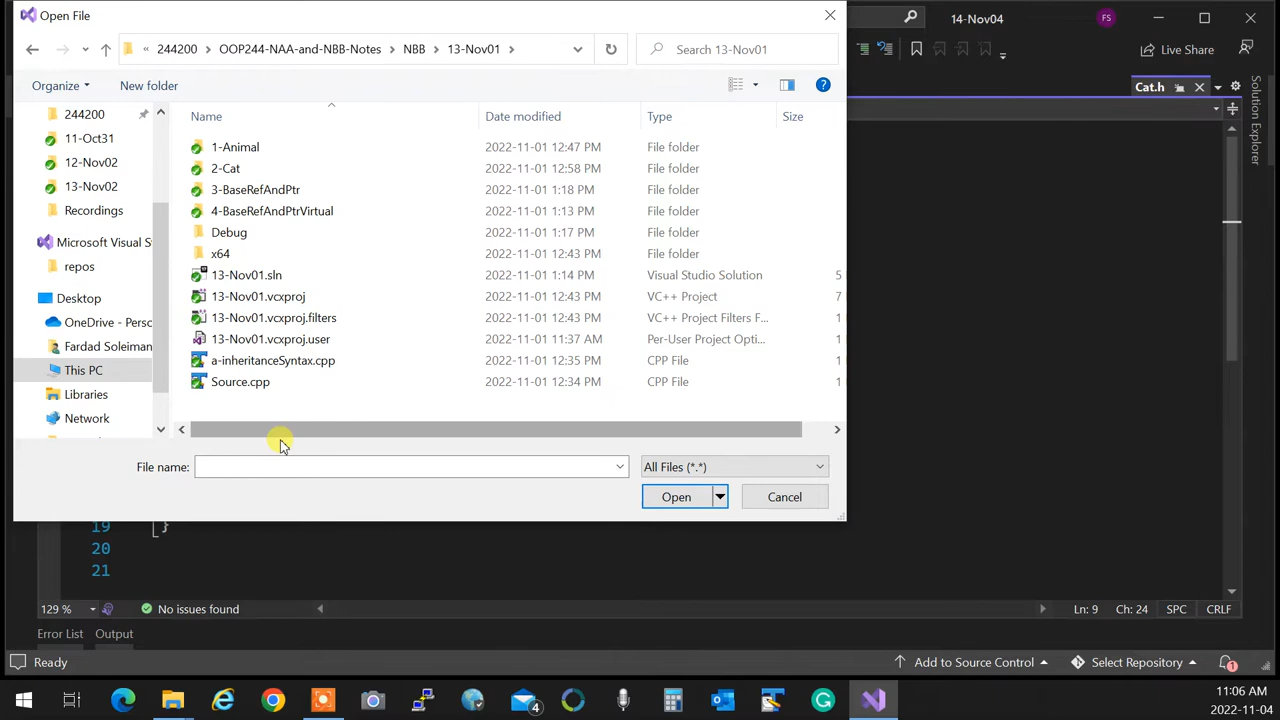 Open File
14-Nov04
FS
« 244200 > OOP244-NAA-and-NBB-Notes > NBB > 13-Nov01 >
Search 13-Nov01
Live Share
Organize
New folder
Cat.h
Solution Explorer
Name
Date modified
Type
Size
244200
11-Oct31
12-Nov02
13-Nov02
Recordings
Microsoft Visual S
repos
Desktop
OneDrive - Perso
Fardad Soleiman
This PC
Libraries
Network
1-Animal 2022-11-01 12:47 PM File folder
2-Cat 2022-11-01 12:58 PM File folder
3-BaseRefAndPtr 2022-11-01 1:18 PM File folder
4-BaseRefAndPtrVirtual 2022-11-01 1:13 PM File folder
Debug 2022-11-01 1:17 PM File folder
x64 2022-11-01 12:43 PM File folder
13-Nov01.sln 2022-11-01 1:14 PM Visual Studio Solution 5
13-Nov01.vcxproj 2022-11-01 12:43 PM VC++ Project 7
13-Nov01.vcxproj.filters 2022-11-01 12:43 PM VC++ Project Filters F... 1
13-Nov01.vcxproj.user 2022-11-01 11:37 AM Per-User Project Opti... 1
a-inheritanceSyntax.cpp 2022-11-01 12:35 PM CPP File 1
Source.cpp 2022-11-01 12:34 PM CPP File 1
File name:
All Files (*.*)
Open
Cancel
19 }
20
21
129 %
No issues found
Ln: 9 Ch: 24 SPC CRLF
Error List Output
Ready
Add to Source Control
Select Repository
1
4
11:06 AM
2022-11-04